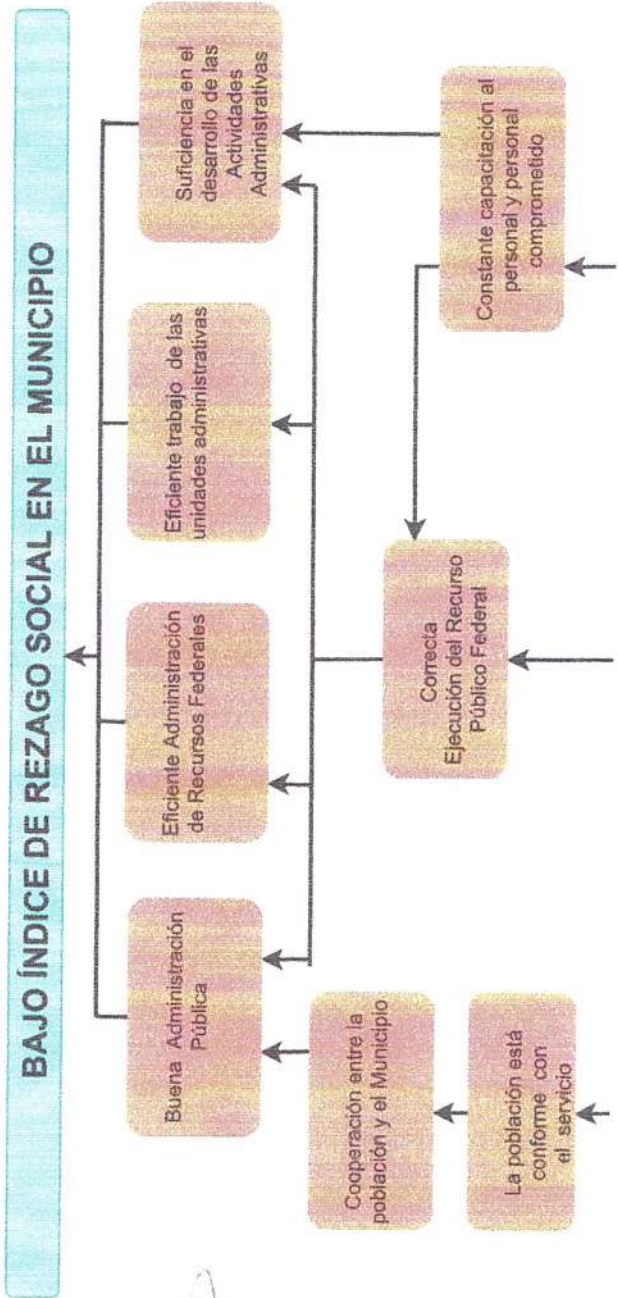 BAJO ÍNDICE DE REZAGO SOCIAL EN EL MUNICIPIO
Buena Administración
Pública
Eficiente Administración
de Recursos Federales
Eficiente trabajo de las
unidades administrativas
Suficiencia en el
desarrollo de las
Actividades
Administrativas
Cooperación entre la
población y el Municipio
Correcta
Ejecución del Recurso
Público Federal
Constante capacitación al
personal y personal
comprometido
La población está
conforme con
el servicio